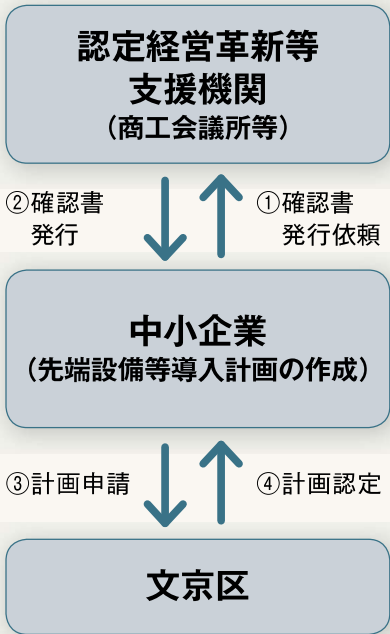 認定経営革新等
支援機関
（商工会議所等）
②確認書
発行
①確認書
発行依頼
中小企業
（先端設備等導入計画の作成）
③計画申請
④計画認定
文京区